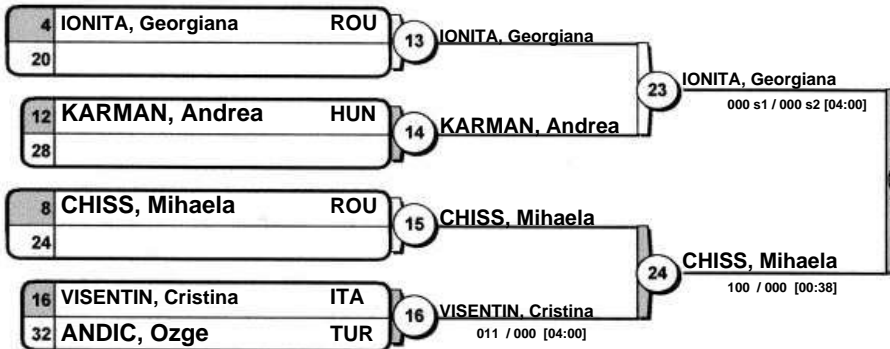 4 IONITA, Georgiana ROU
20
13 IONITA, Georgiana
12 KARMAN, Andrea HUN
28
14 KARMAN, Andrea
23 IONITA, Georgiana
000 s1 / 000 s2 [04:00]
8 CHISS, Mihaela ROU
24
15 CHISS, Mihaela
16 VISENTIN, Cristina ITA
32 ANDIC, Ozge TUR
16 VISENTIN, Cristina
011 / 000 [04:00]
24 CHISS, Mihaela
100 / 000 [00:38]